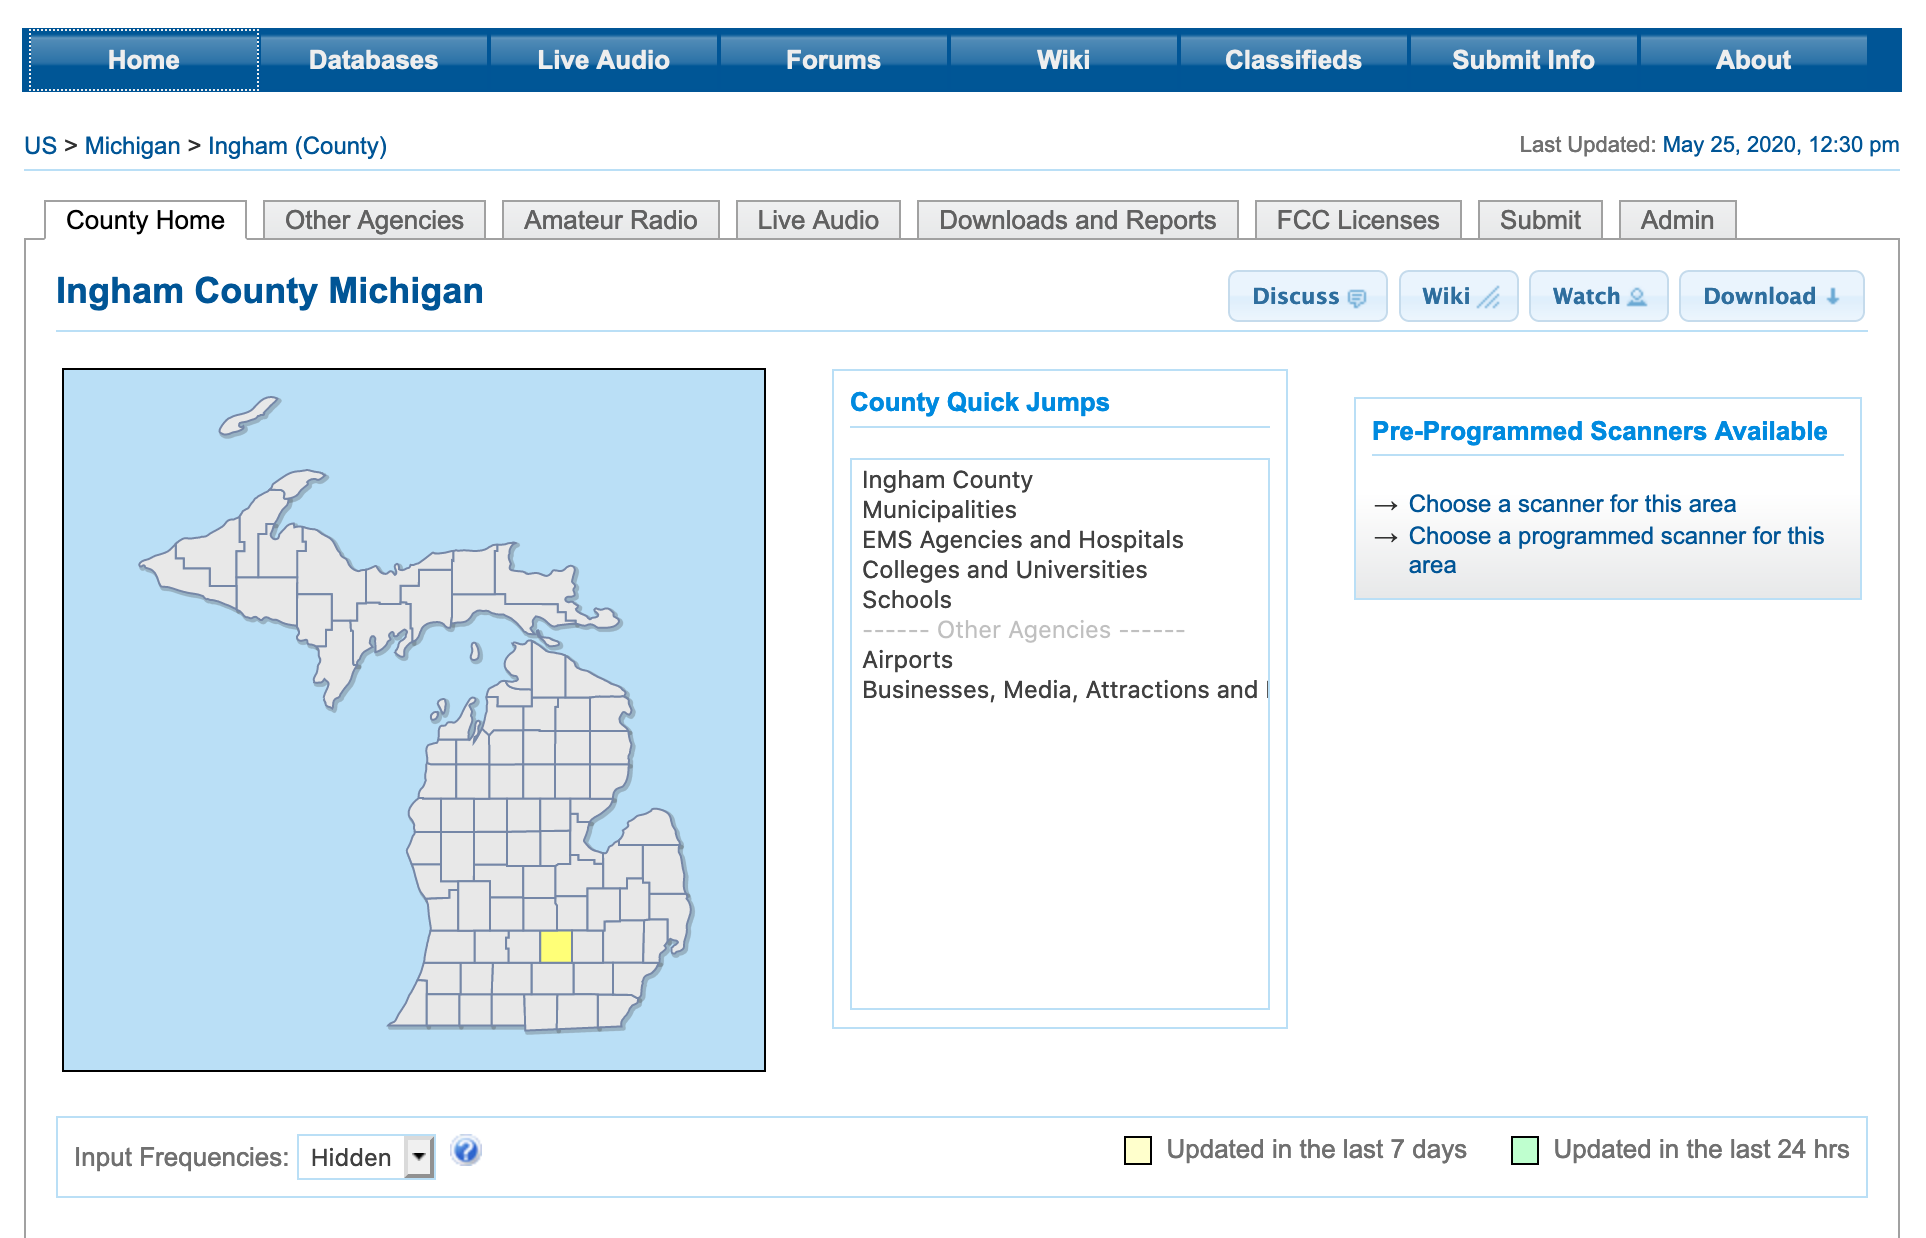 Home Databases Live Audio Forums Wiki Classifieds Submit Info About
US > Michigan > Ingham (County)
Last Updated: May 25, 2020, 12:30 pm
County Home Other Agencies Amateur Radio Live Audio Downloads and Reports FCC Licenses Submit Admin
Ingham County Michigan
Discuss Wiki Watch Download
County Quick Jumps
Ingham County
Municipalities
EMS Agencies and Hospitals
Colleges and Universities
Schools
------ Other Agencies ------
Airports
Businesses, Media, Attractions and
Pre-Programmed Scanners Available
→ Choose a scanner for this area
→ Choose a programmed scanner for this
area
Input Frequencies: Hidden ?
Updated in the last 7 days
Updated in the last 24 hrs